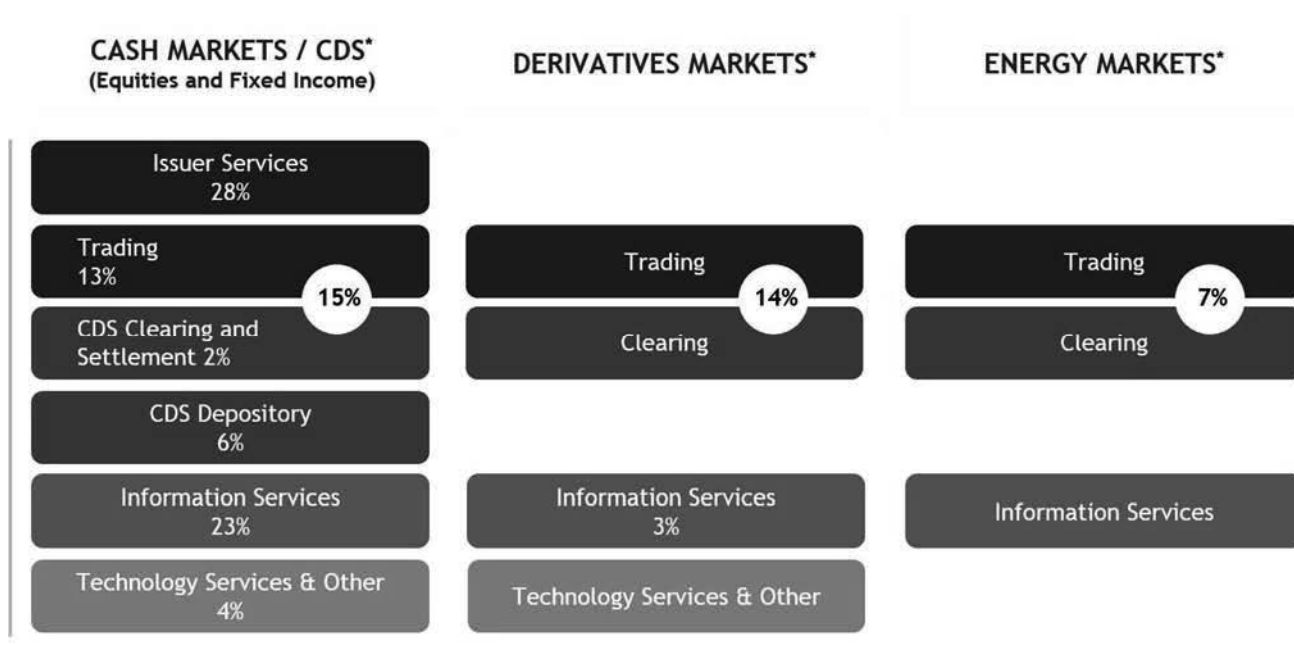 CASH MARKETS / CDS*
(Equities and Fixed Income)
DERIVATIVES MARKETS*
ENERGY MARKETS*
Issuer Services
28%
Trading
13%
15%
CDS Clearing and
Settlement 2%
CDS Depository
6%
Information Services
23%
Technology Services & Other
4%
Trading
14%
Clearing
Information Services
3%
Technology Services & Other
Trading
7%
Clearing
Information Services